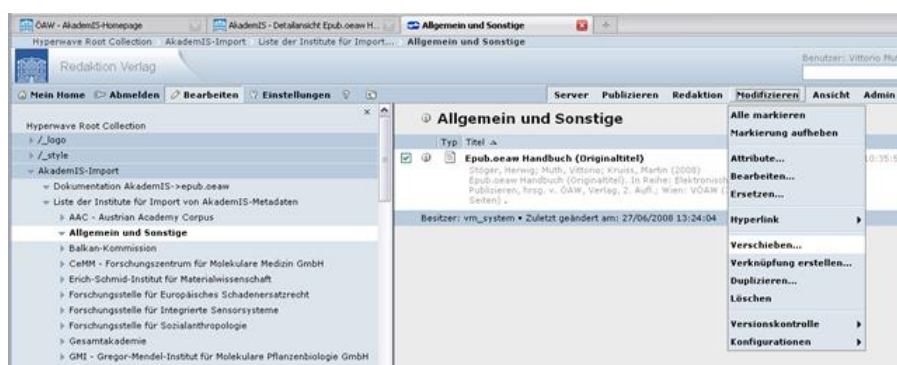 ÖAW - AkademIS-Homepage
AkademIS - Detailansicht Epub.oeaw H...
Allgemein und Sonstige
Hyperwave Root Collection AkademIS-Import Liste der Institute für Import... Allgemein und Sonstige
Redaktion Verlag
Benutzer: Vittorio
Mein Home Abmelden Bearbeiten Einstellungen
Server Publizieren Redaktion Modifizieren Ansicht Admin
Hyperwave Root Collection
/_logo
/_style
AkademIS-Import
Dokumentation AkademIS->epub.oeaw
Liste der Institute für Import von AkademIS-Metadaten
AAC - Austrian Academy Corpus
Allgemein und Sonstige
Balkan-Kommission
CeMM - Forschungszentrum für Molekulare Medizin GmbH
Erich-Schmid-Institut für Materialwissenschaft
Forschungsstelle für Europäisches Schadenersatzrecht
Forschungsstelle für Integrierte Sensorsysteme
Forschungsstelle für Sozialanthropologie
Gesamtakademie
GMI - Gregor-Mendel-Institut für Molekulare Pflanzenbiologie GmbH
Allgemein und Sonstige
Typ Titel
Epub.oeaw Handbuch (Originaltitel)
Stöger, Herwig; Muth, Vittorio; Kruiss, Martin (2008)
Epub.oeaw Handbuch (Originaltitel). In Reihe: Elektronisch
Publizieren, hrsg. v. ÖAW, Verlag, 2. Aufl.; Wien: VÖAW
Seiten) .
10:35:5
Besitzer: vm_system • Zuletzt geändert am: 27/06/2008 13:24:04
Alle markieren
Markierung aufheben
Attribute...
Bearbeiten...
Ersetzen...
Hyperlink
Verschieben...
Verknüpfung erstellen...
Duplizieren...
Löschen
Versionskontrolle
Konfigurationen